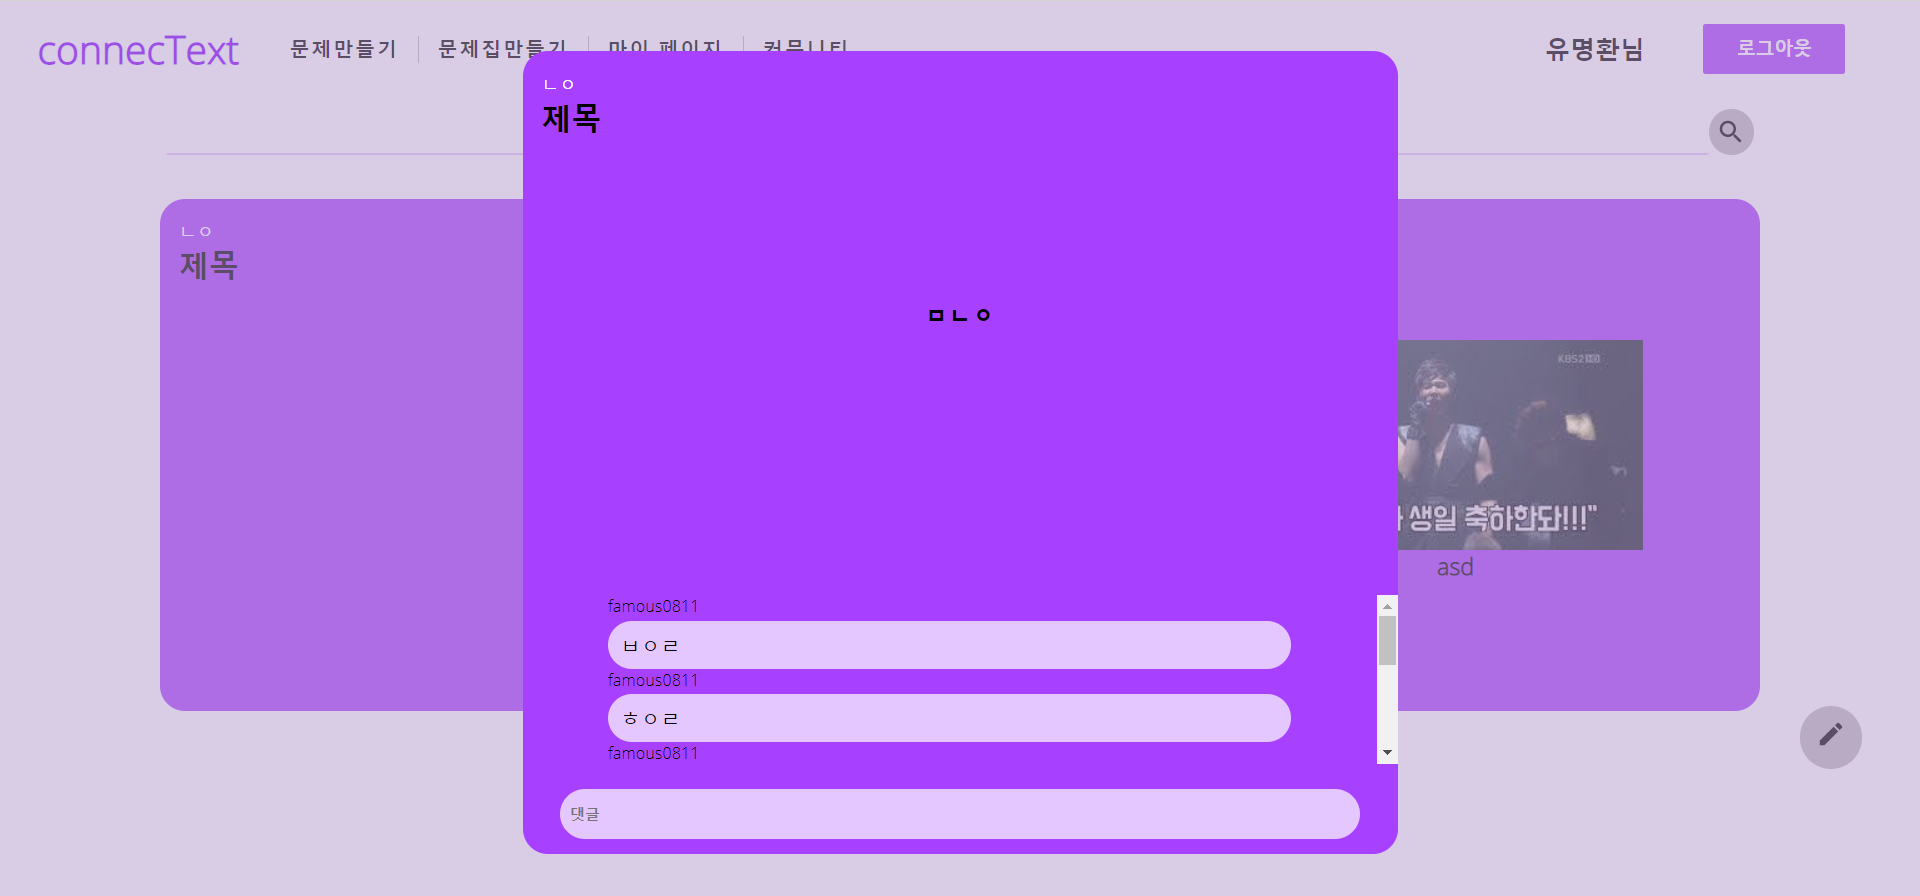 connecText
문제만들기
문제집만들기
마이 페이지
커뮤니티
유명환님
로그아웃
ㄴㅇ
제목
ㄴㅇ
제목
ㅁㄴㅇ
KBS2
생일 축하한돠!!!"
asd
famous0811
ㅂㅇㄹ
famous0811
ㅎㅇㄹ
famous0811
댓글